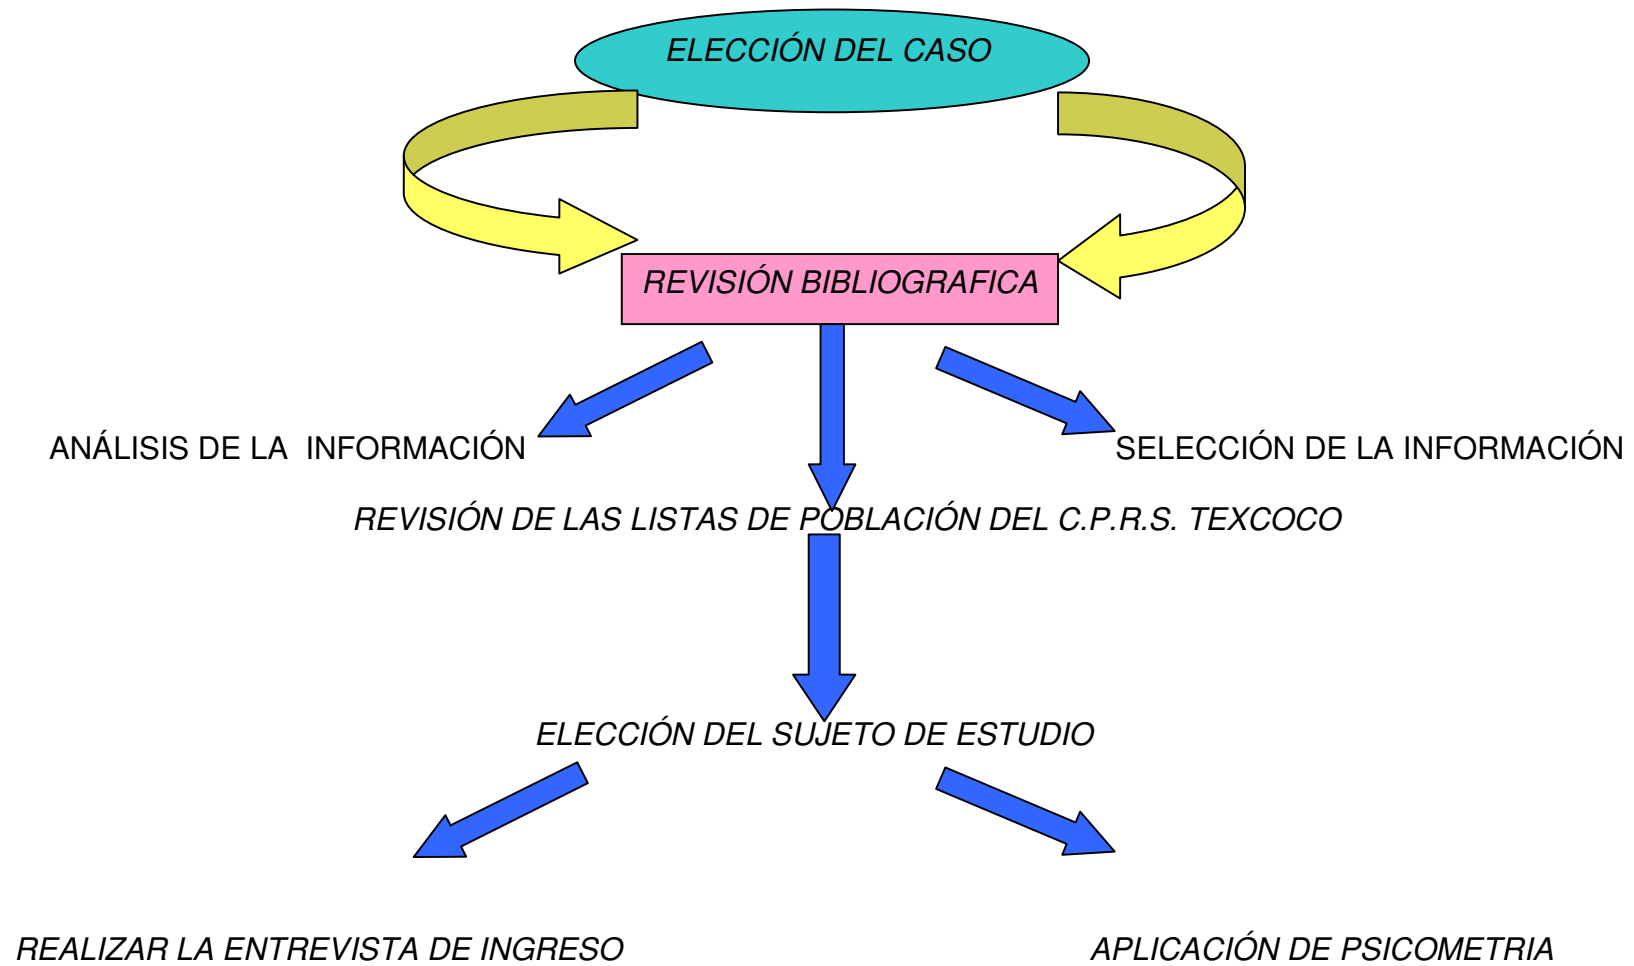 ELECCIÓN DEL CASO
REVISIÓN BIBLIOGRAFICA
ANÁLISIS DE LA INFORMACIÓN
SELECCIÓN DE LA INFORMACIÓN
REVISIÓN DE LAS LISTAS DE POBLACIÓN DEL C.P.R.S. TEXCOCO
ELECCIÓN DEL SUJETO DE ESTUDIO
REALIZAR LA ENTREVISTA DE INGRESO
APLICACIÓN DE PSICOMETRIA